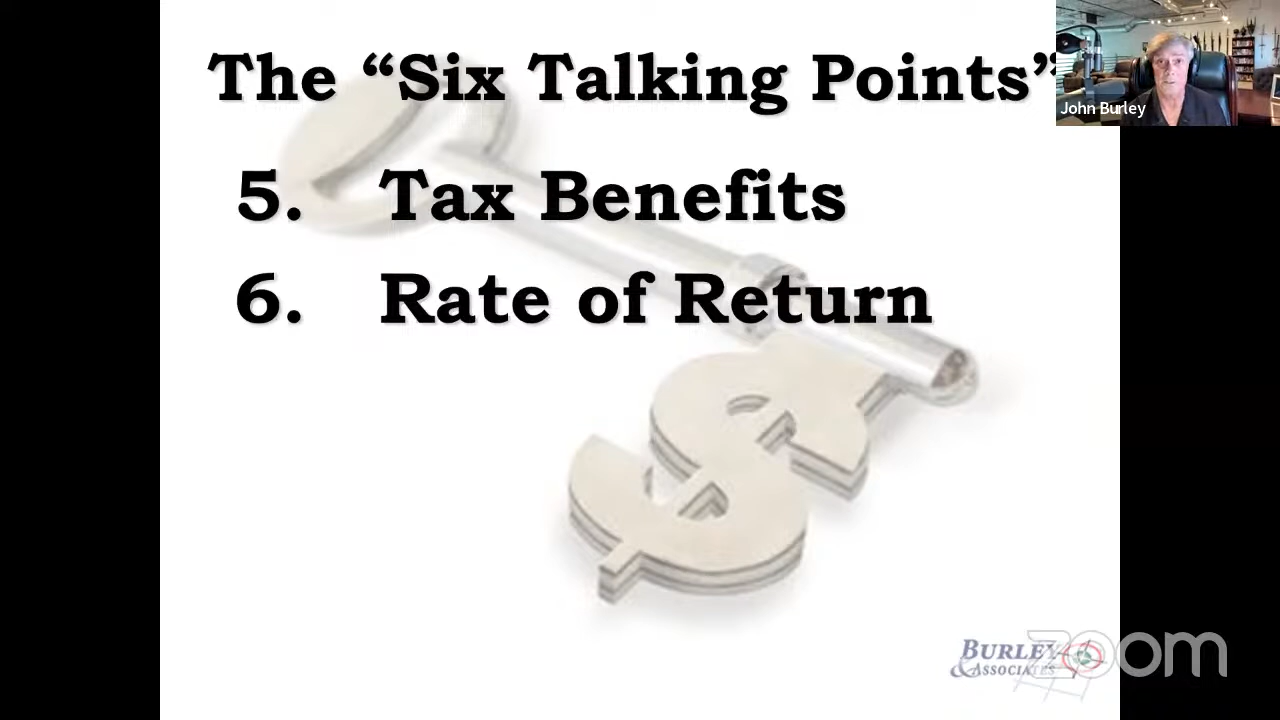 The “Six Talking Points”
John Burley
5. Tax Benefits
6. Rate of Return
BURLEY
& ASSOCIATES
zoom